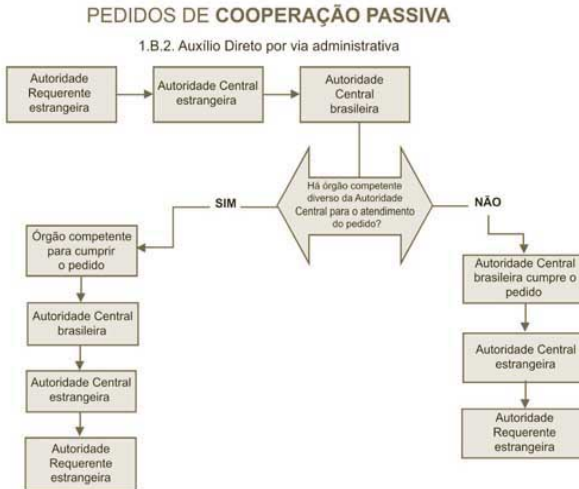 PEDIDOS DE COOPERAÇÃO PASSIVA
1.B.2. Auxílio Direto por via administrativa
Autoridade
Requerente
estrangeira
Autoridade Central
estrangeira
Autoridade
Central
brasileira
Há órgão competente
diverso da Autoridade
Central para o atendimento
do pedido?
SIM
NÃO
Órgão competente
para cumprir
o pedido
Autoridade Central
brasileira
Autoridade Central
estrangeira
Autoridade
Requerente
estrangeira
Autoridade Central
brasileira cumpre o
pedido
Autoridade Central
estrangeira
Autoridade
Requerente
estrangeira